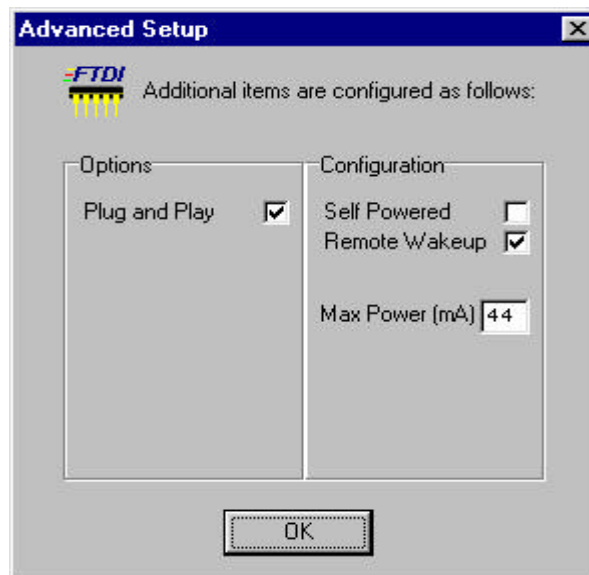 Advanced Setup
FTDI
Additional items are configured as follows:
Options
Plug and Play
Configuration
Self Powered
Remote Wakeup
Max Power (mA) 44
OK